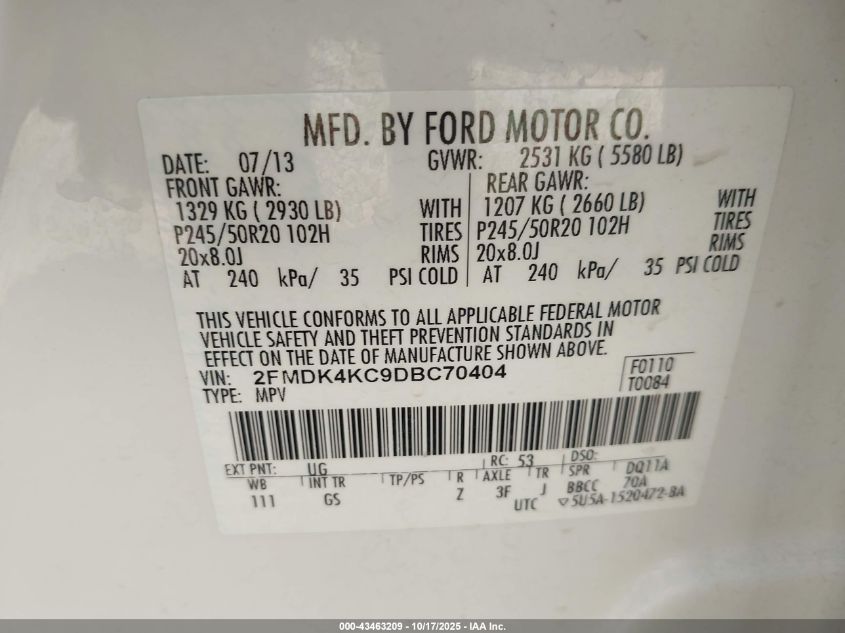 MFD. BY FORD MOTOR CO.
DATE: 07/13 GVWR: 2531 KG ( 5580 LB)
FRONT GAWR: REAR GAWR:
1329 KG ( 2930 LB) WITH 1207 KG ( 2660 LB) WITH
P245/50R20 102H TIRES P245/50R20 102H TIRES
20x8.0J RIMS 20x8.0J RIMS
AT 240 kPa/ 35 PSI COLD AT 240 kPa/ 35 PSI COLD
THIS VEHICLE CONFORMS TO ALL APPLICABLE FEDERAL MOTOR
VEHICLE SAFETY AND THEFT PREVENTION STANDARDS IN
EFFECT ON THE DATE OF MANUFACTURE SHOWN ABOVE.
VIN: 2FMDK4KC9DBC70404 F0110
TYPE: MPV T0084
EXT PNT: UG RC: 53 DSO:
WB INT TR TP/PS R AXLE TR SPR DQ11A
111 GS Z 3F J BBCC 70A
UTC ▽5U5A-1520472-BA
000-43463209 - 10/17/2025 - IAA Inc.